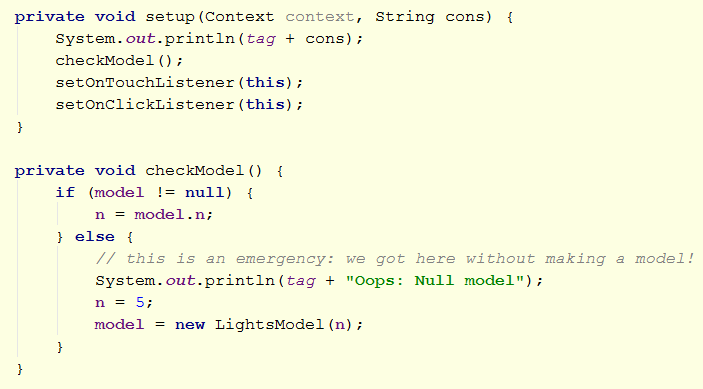 private void setup(Context context, String cons) {
    System.out.println(tag + cons);
    checkModel();
    setOnTouchListener(this);
    setOnClickListener(this);
}

private void checkModel() {
    if (model != null) {
        n = model.n;
    } else {
        // this is an emergency: we got here without making a model!
        System.out.println(tag + "Oops: Null model");
        n = 5;
        model = new LightsModel(n);
    }
}